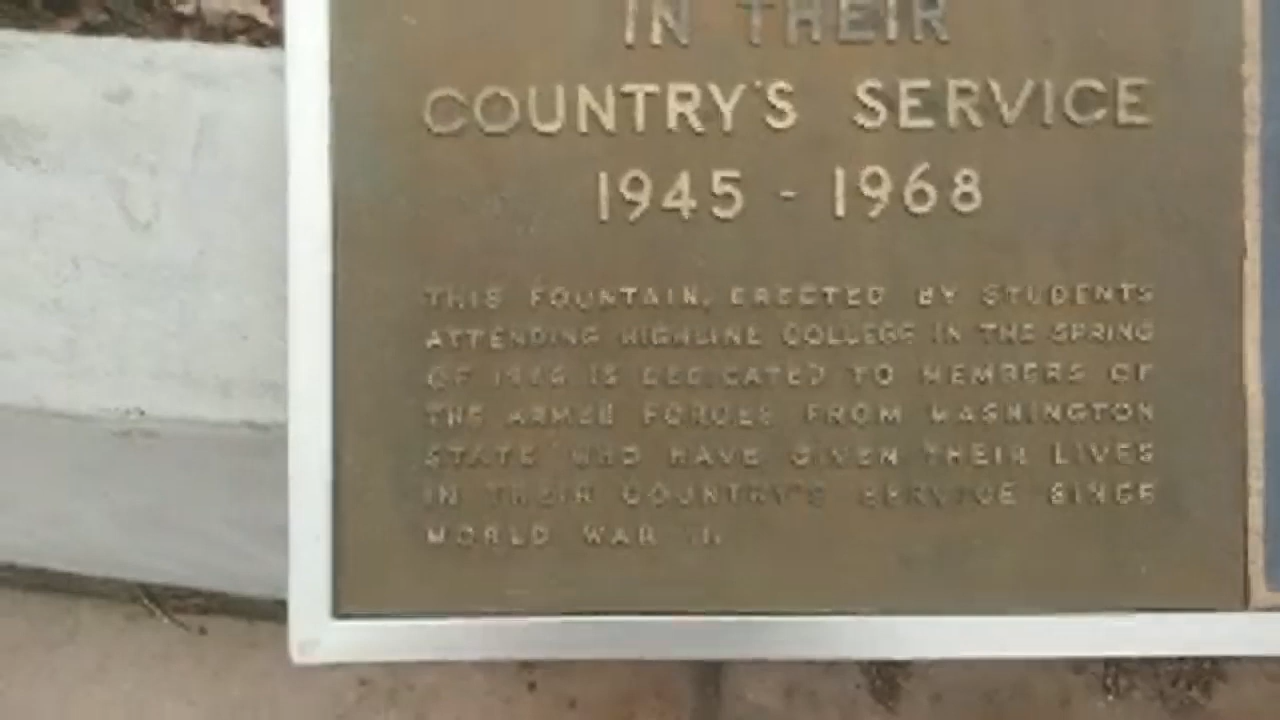 IN THEIR
COUNTRY'S SERVICE
1945 - 1968
THIS FOUNTAIN, ERECTED BY STUDENTS
ATTENDING HIGHLINE COLLEGE IN THE SPRING
OF IS DEDICATED TO MEMBERS OF
THE ARMED FORCES FROM WASHINGTON
STATE WHO HAVE GIVEN THEIR LIVES
IN THEIR COUNTRY'S SERVICE SINCE
WORLD WAR II.